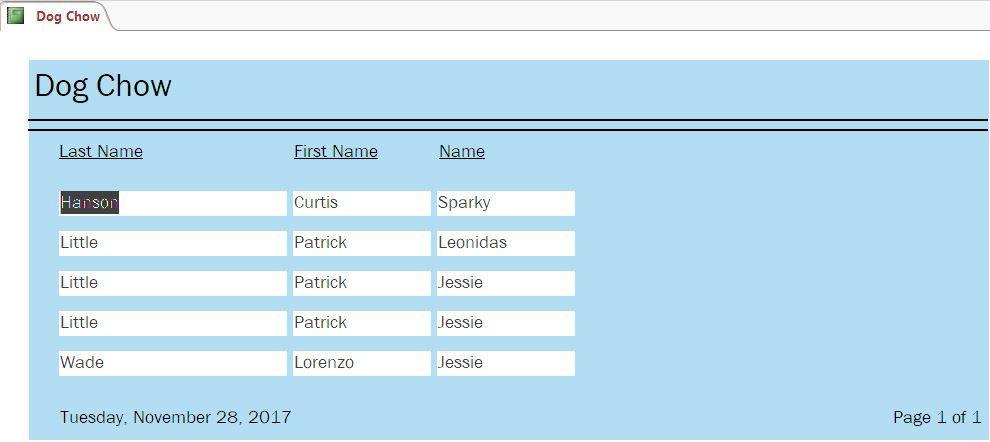 Dog Chow
Dog Chow
Last Name First Name Name
Hanson Curtis Sparky
Little Patrick Leonidas
Little Patrick Jessie
Little Patrick Jessie
Wade Lorenzo Jessie
Tuesday, November 28, 2017 Page 1 of 1